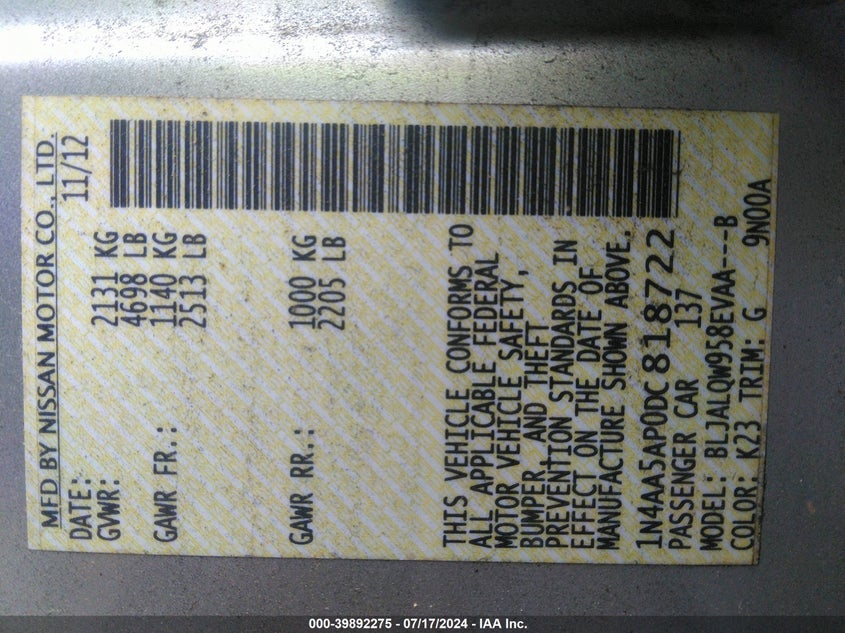 MFD BY NISSAN MOTOR CO., LTD.
DATE: 11/12
GVWR: 2131 KG
4698 LB
GAWR FR.: 1140 KG
2513 LB
GAWR RR.: 1000 KG
2205 LB
THIS VEHICLE CONFORMS TO
ALL APPLICABLE FEDERAL
MOTOR VEHICLE SAFETY,
BUMPER, AND THEFT
PREVENTION STANDARDS IN
EFFECT ON THE DATE OF
MANUFACTURE SHOWN ABOVE.
1N4AA5AP0DC818722
PASSENGER CAR 137
MODEL: BLJALQW958EVAA---B
COLOR: K23 TRIM: G 9N00A
000-39892275 - 07/17/2024 - IAA Inc.